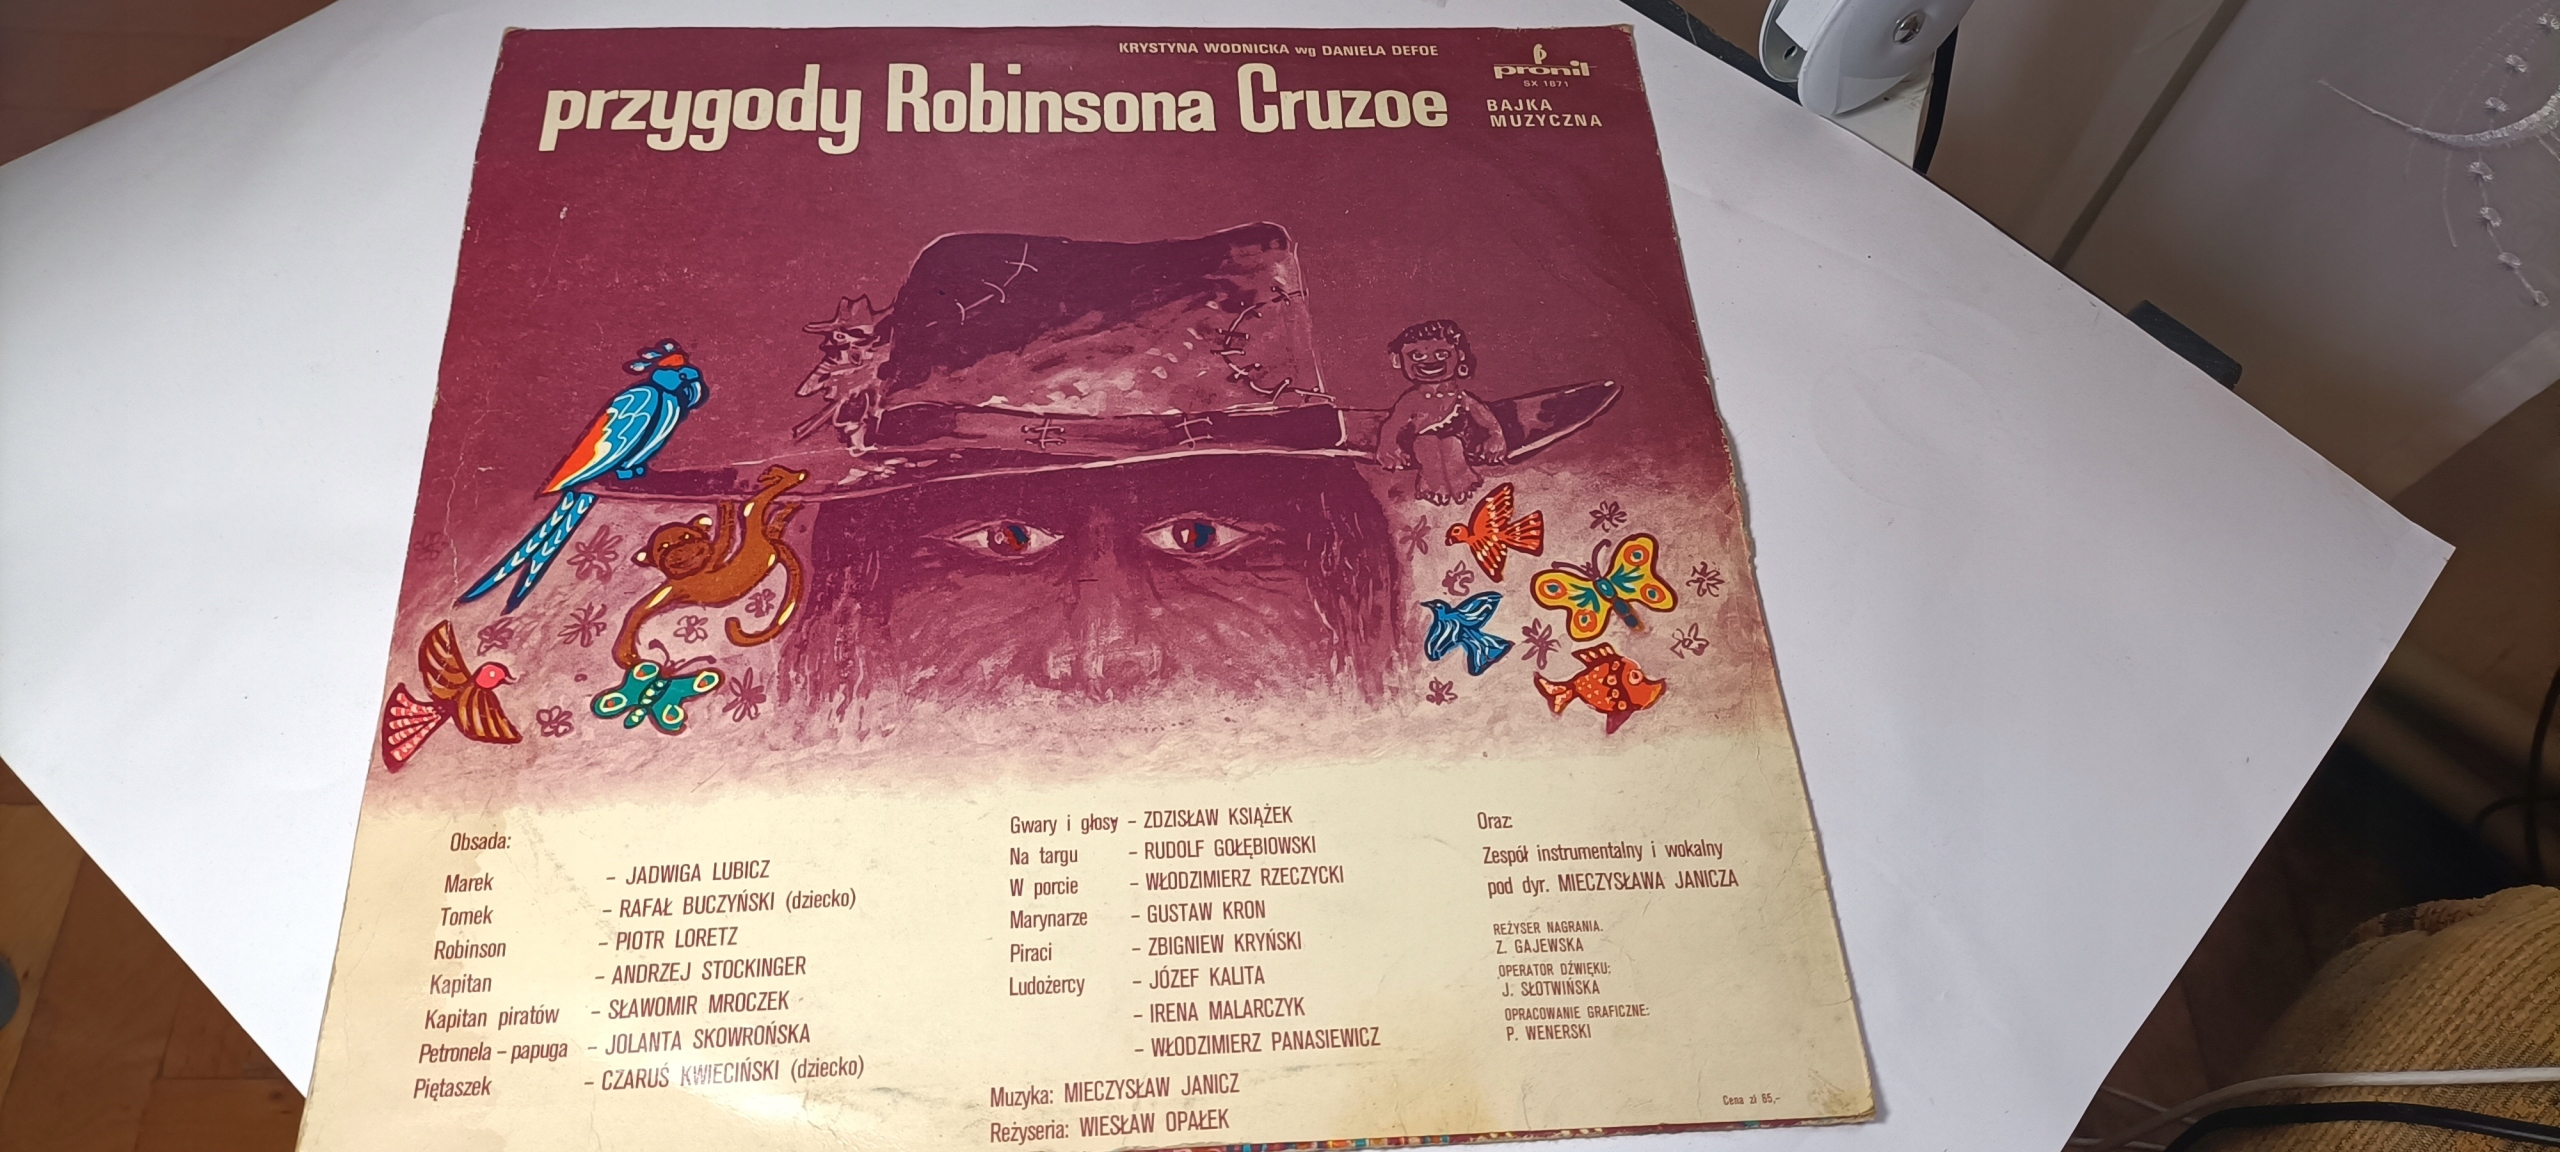 KRYSTYNA WODNICKA wg DANIELA DEFOE
przygody Robinsona Cruzoe
pronit
SX 1871
BAJKA
MUZYCZNA
Obsada:
Marek – JADWIGA LUBICZ
Tomek – RAFAŁ BUCZYŃSKI (dziecko)
Robinson – PIOTR LORETZ
Kapitan – ANDRZEJ STOCKINGER
Kapitan piratów – SŁAWOMIR MROCZEK
Petronela – papuga – JOLANTA SKOWROŃSKA
Piętaszek – CZARUŚ KWIECIŃSKI (dziecko)
Gwary i głosy – ZDZISŁAW KSIĄŻEK
Na targu – RUDOLF GOŁĘBIOWSKI
W porcie – WŁODZIMIERZ RZECZYCKI
Marynarze – GUSTAW KRON
Piraci – ZBIGNIEW KRYŃSKI
Ludożercy – JÓZEF KALITA
– IRENA MALARCZYK
– WŁODZIMIERZ PANASIEWICZ
Muzyka: MIECZYSŁAW JANICZ
Reżyseria: WIESŁAW OPAŁEK
Oraz:
Zespół instrumentalny i wokalny
pod dyr. MIECZYSŁAWA JANICZA
REŻYSER NAGRANIA.
Z. GAJEWSKA
OPERATOR DŹWIĘKU:
J. SŁOTWIŃSKA
OPRACOWANIE GRAFICZNE:
P. WENERSKI
Cena zł 65,–